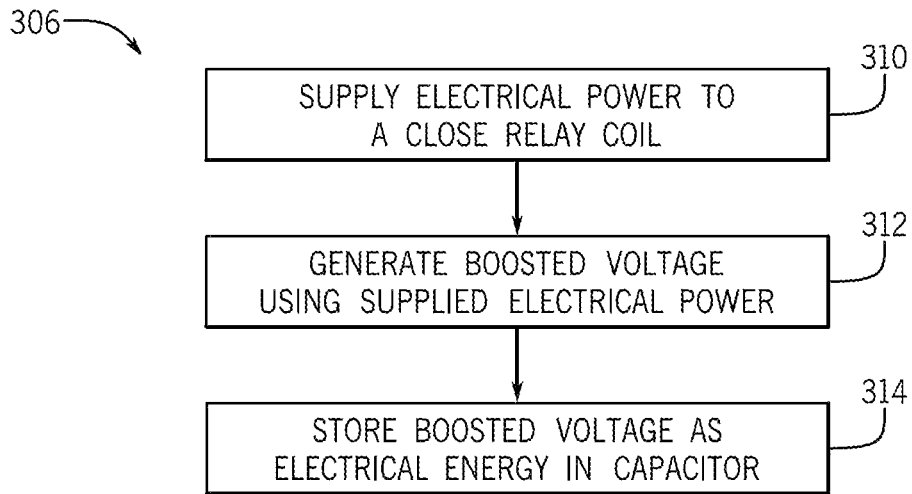 306
310
SUPPLY ELECTRICAL POWER TO
A CLOSE RELAY COIL
312
GENERATE BOOSTED VOLTAGE
USING SUPPLIED ELECTRICAL POWER
314
STORE BOOSTED VOLTAGE AS
ELECTRICAL ENERGY IN CAPACITOR